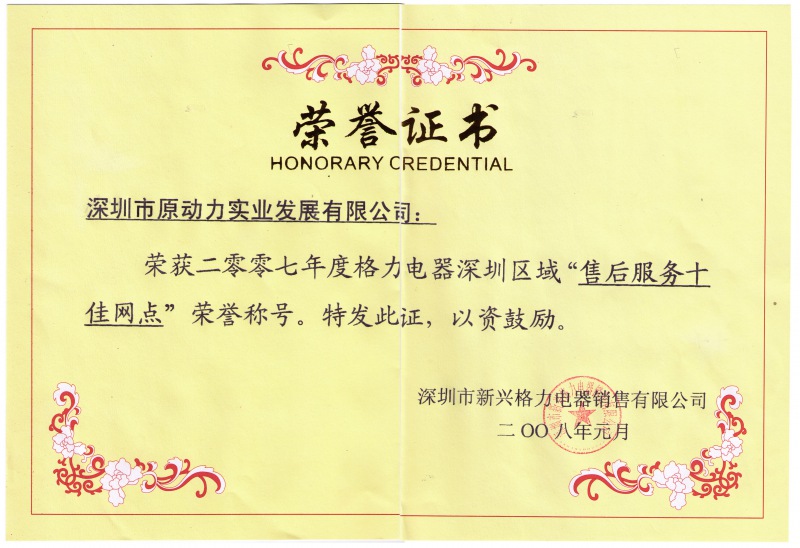 荣誉证书
HONORARY CREDENTIAL
深圳市原动力实业发展有限公司：
荣获二零零七年度格力电器深圳区域“售后服务十
佳网点”荣誉称号。特发此证，以资鼓励。
深圳市新兴格力电器销售有限公司
二OO八年元月